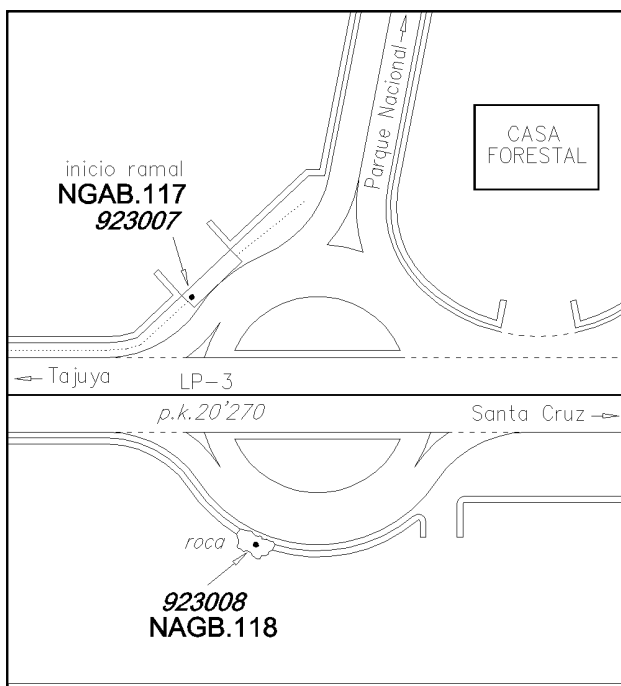 Parque Nacional
CASA
FORESTAL
inicio ramal
NGAB.117
923007
Tajuya
LP-3
p.k.20'270
Santa Cruz
roca
923008
NAGB.118